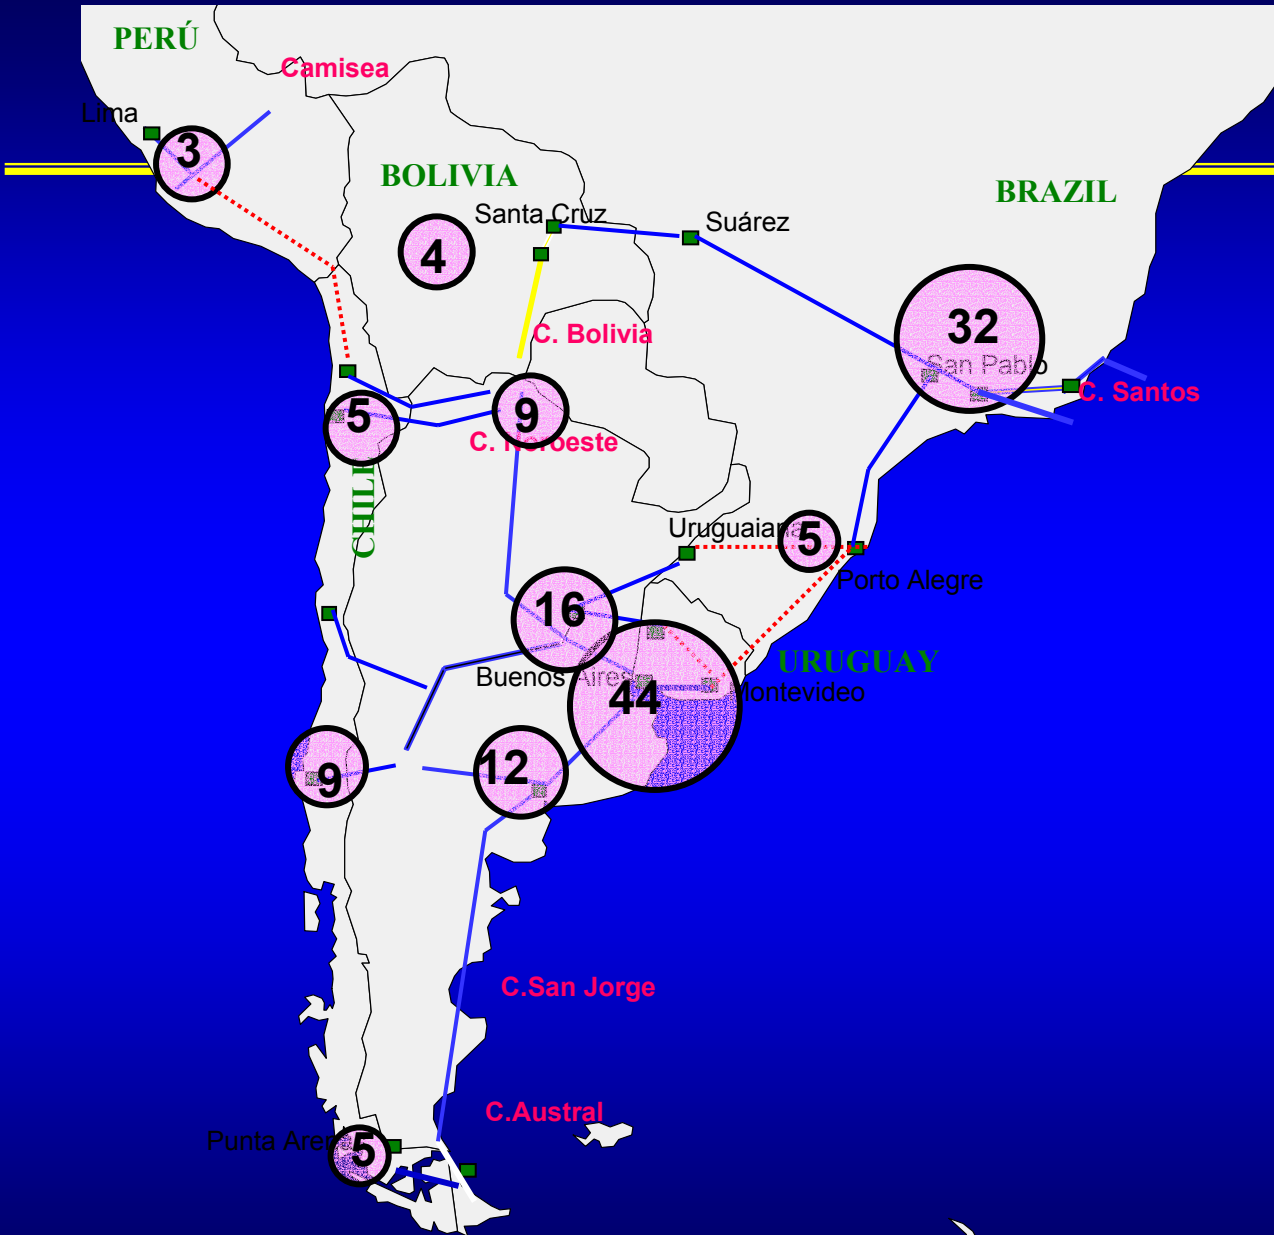 PERÚ
Camisea
Lima
3
BOLIVIA
BRAZIL
Santa Cruz
Suárez
4
32
C. Bolivia
San Pablo
C. Santos
5
9
C. Noroeste
CHILE
Uruguaiana
5
Porto Alegre
16
URUGUAY
Buenos Aires
44
Montevideo
9
12
C.San Jorge
C.Austral
Punta Arenas
5